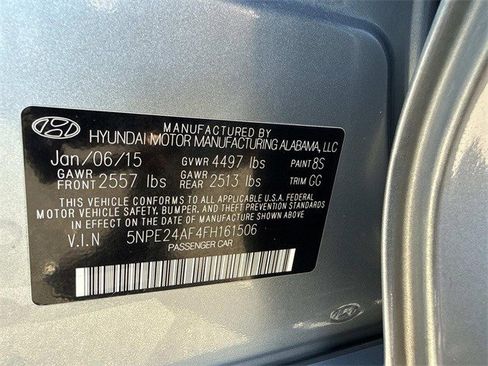 MANUFACTURED BY
HYUNDAI MOTOR MANUFACTURING ALABAMA, LLC
Jan/06/15 GVWR 4497 lbs PAINT 8S
GAWR FRONT 2557 lbs GAWR REAR 2513 lbs TRIM GG
THIS VEHICLE CONFORMS TO ALL APPLICABLE U.S.A. FEDERAL
MOTOR VEHICLE SAFETY, BUMPER, AND THEFT PREVENTION STANDARDS
IN EFFECT ON THE DATE OF MANUFACTURE SHOWN ABOVE.
V.I.N 5NPE24AF4FH161506
PASSENGER CAR